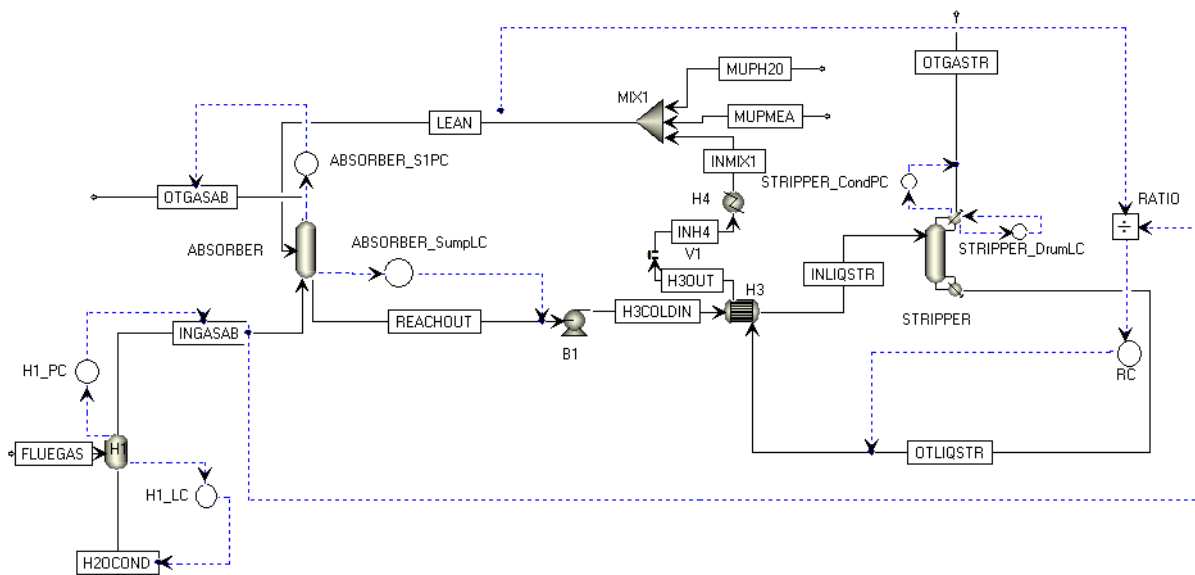 OTGASTR
MUPH20
MIX1
MUPMEA
LEAN
INMIX1
ABSORBER_S1PC
STRIPPER_CondPC
OTGASAB
H4
RATIO
÷
INH4
ABSORBER
ABSORBER_SumpLC
V1
STRIPPER_DrumLC
H3OUT
H3
INLIQSTR
H3COLDIN
STRIPPER
REACHOUT
INGASAB
B1
H1_PC
RC
H1
FLUEGAS
OTLIQSTR
H1_LC
H2OCOND